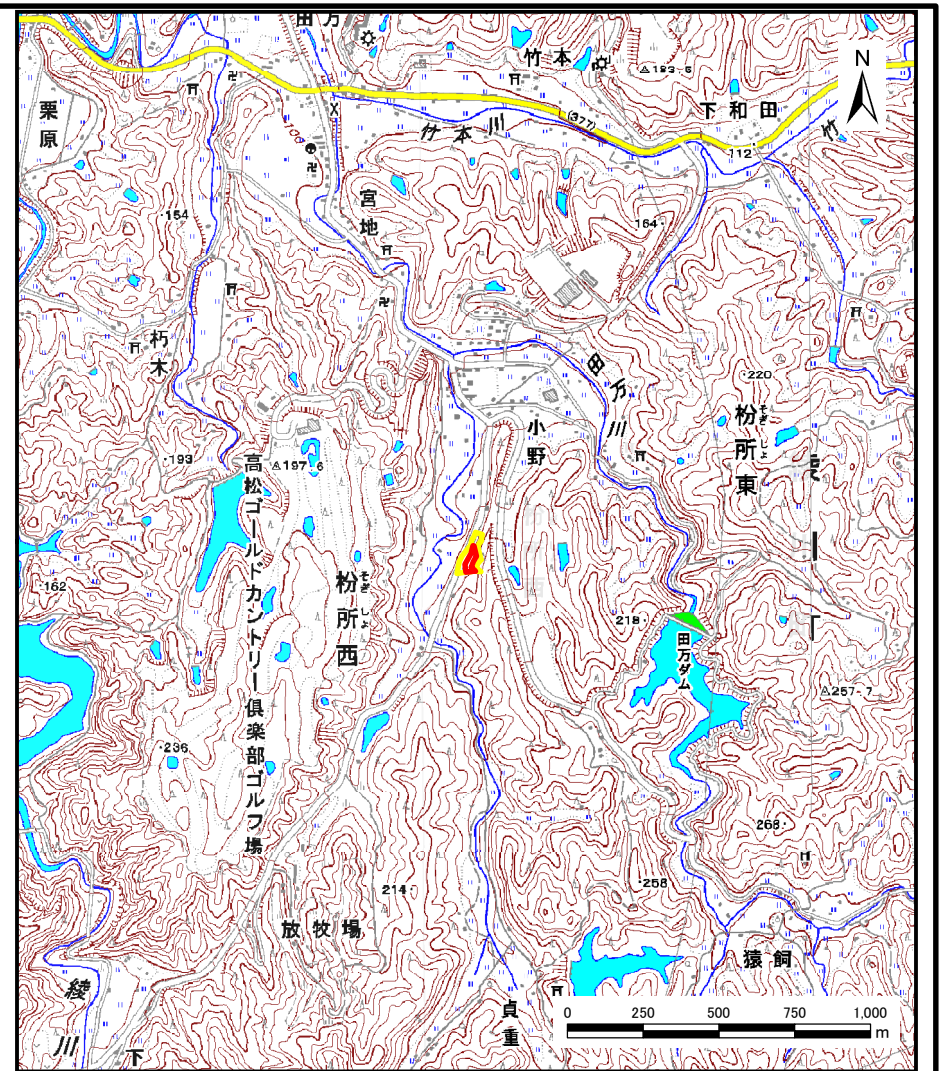 田万
竹本
193・6
N
栗原
竹本川
(377)
下和田
112
竹
100
宮地
154
164
朽木
田万川
220
枌所東
そぎしょ
小野
193
197・6
高松ゴールドカントリー倶楽部ゴルフ場
枌所西
そぎしょ
162
218
田万ダム
257・7
236
268
258
214
放牧場
猿飼
綾川
貞重
下
0 250 500 750 1,000
m